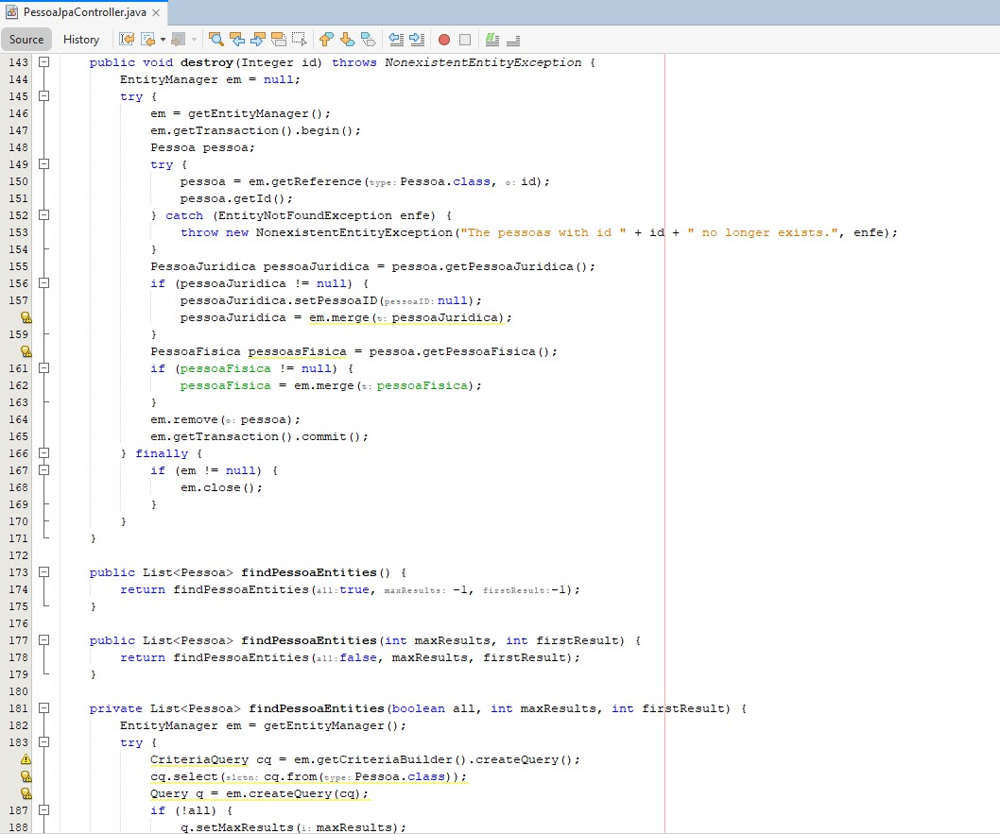 PessoaJpaController.java
Source History
143 public void destroy(Integer id) throws NonexistentEntityException {
144 EntityManager em = null;
145 try {
146 em = getEntityManager();
147 em.getTransaction().begin();
148 Pessoa pessoa;
149 try {
150 pessoa = em.getReference(type: Pessoa.class, o: id);
151 pessoa.getId();
152 } catch (EntityNotFoundException enfe) {
153 throw new NonexistentEntityException("The pessoas with id " + id + " no longer exists.", enfe);
154 }
155 PessoaJuridica pessoaJuridica = pessoa.getPessoaJuridica();
156 if (pessoaJuridica != null) {
157 pessoaJuridica.setPessoaID(pessoaID: null);
pessoaJuridica = em.merge(t: pessoaJuridica);
159 }
PessoaFisica pessoasFisica = pessoa.getPessoaFisica();
161 if (pessoaFisica != null) {
162 pessoaFisica = em.merge(t: pessoaFisica);
163 }
164 em.remove(o: pessoa);
165 em.getTransaction().commit();
166 } finally {
167 if (em != null) {
168 em.close();
169 }
170 }
171 }
172
173 public List<Pessoa> findPessoaEntities() {
174 return findPessoaEntities(all: true, maxResults: -1, firstResult: -1);
175 }
176
177 public List<Pessoa> findPessoaEntities(int maxResults, int firstResult) {
178 return findPessoaEntities(all: false, maxResults, firstResult);
179 }
180
181 private List<Pessoa> findPessoaEntities(boolean all, int maxResults, int firstResult) {
182 EntityManager em = getEntityManager();
183 try {
CriteriaQuery cq = em.getCriteriaBuilder().createQuery();
cq.select(slctn: cq.from(type: Pessoa.class));
Query q = em.createQuery(cq);
187 if (!all) {
188 q.setMaxResults(i: maxResults);